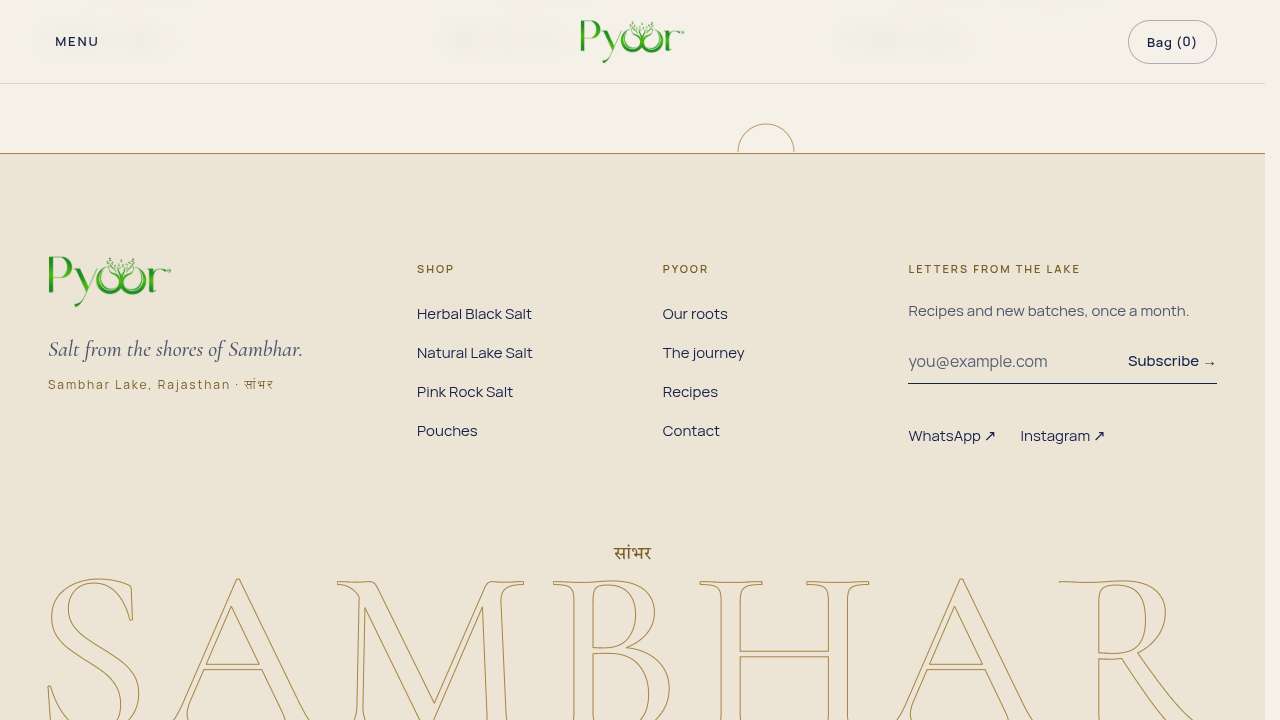 MENU
Pyoor
Bag (0)
Pyoor
Salt from the shores of Sambhar.
Sambhar Lake, Rajasthan · सांभर
SHOP
Herbal Black Salt
Natural Lake Salt
Pink Rock Salt
Pouches
PYOOR
Our roots
The journey
Recipes
Contact
LETTERS FROM THE LAKE
Recipes and new batches, once a month.
you@example.com
Subscribe →
WhatsApp ↗
Instagram ↗
सांभर
SAMBHAR